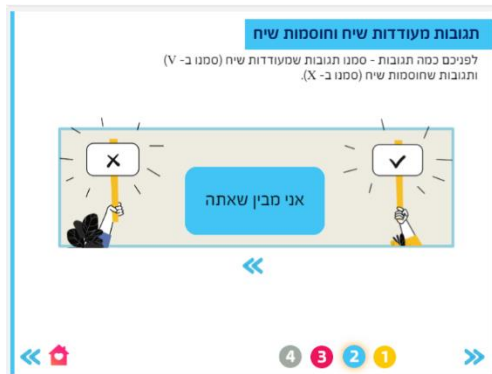 תגובות מעודדות שיח וחוסמות שיח
לפניכם כמה תגובות - סמנו תגובות שמעודדות שיח (סמנו ב- V)
ותגובות שחוסמות שיח (סמנו ב- X).
אני מבין שאתה
1 2 3 4